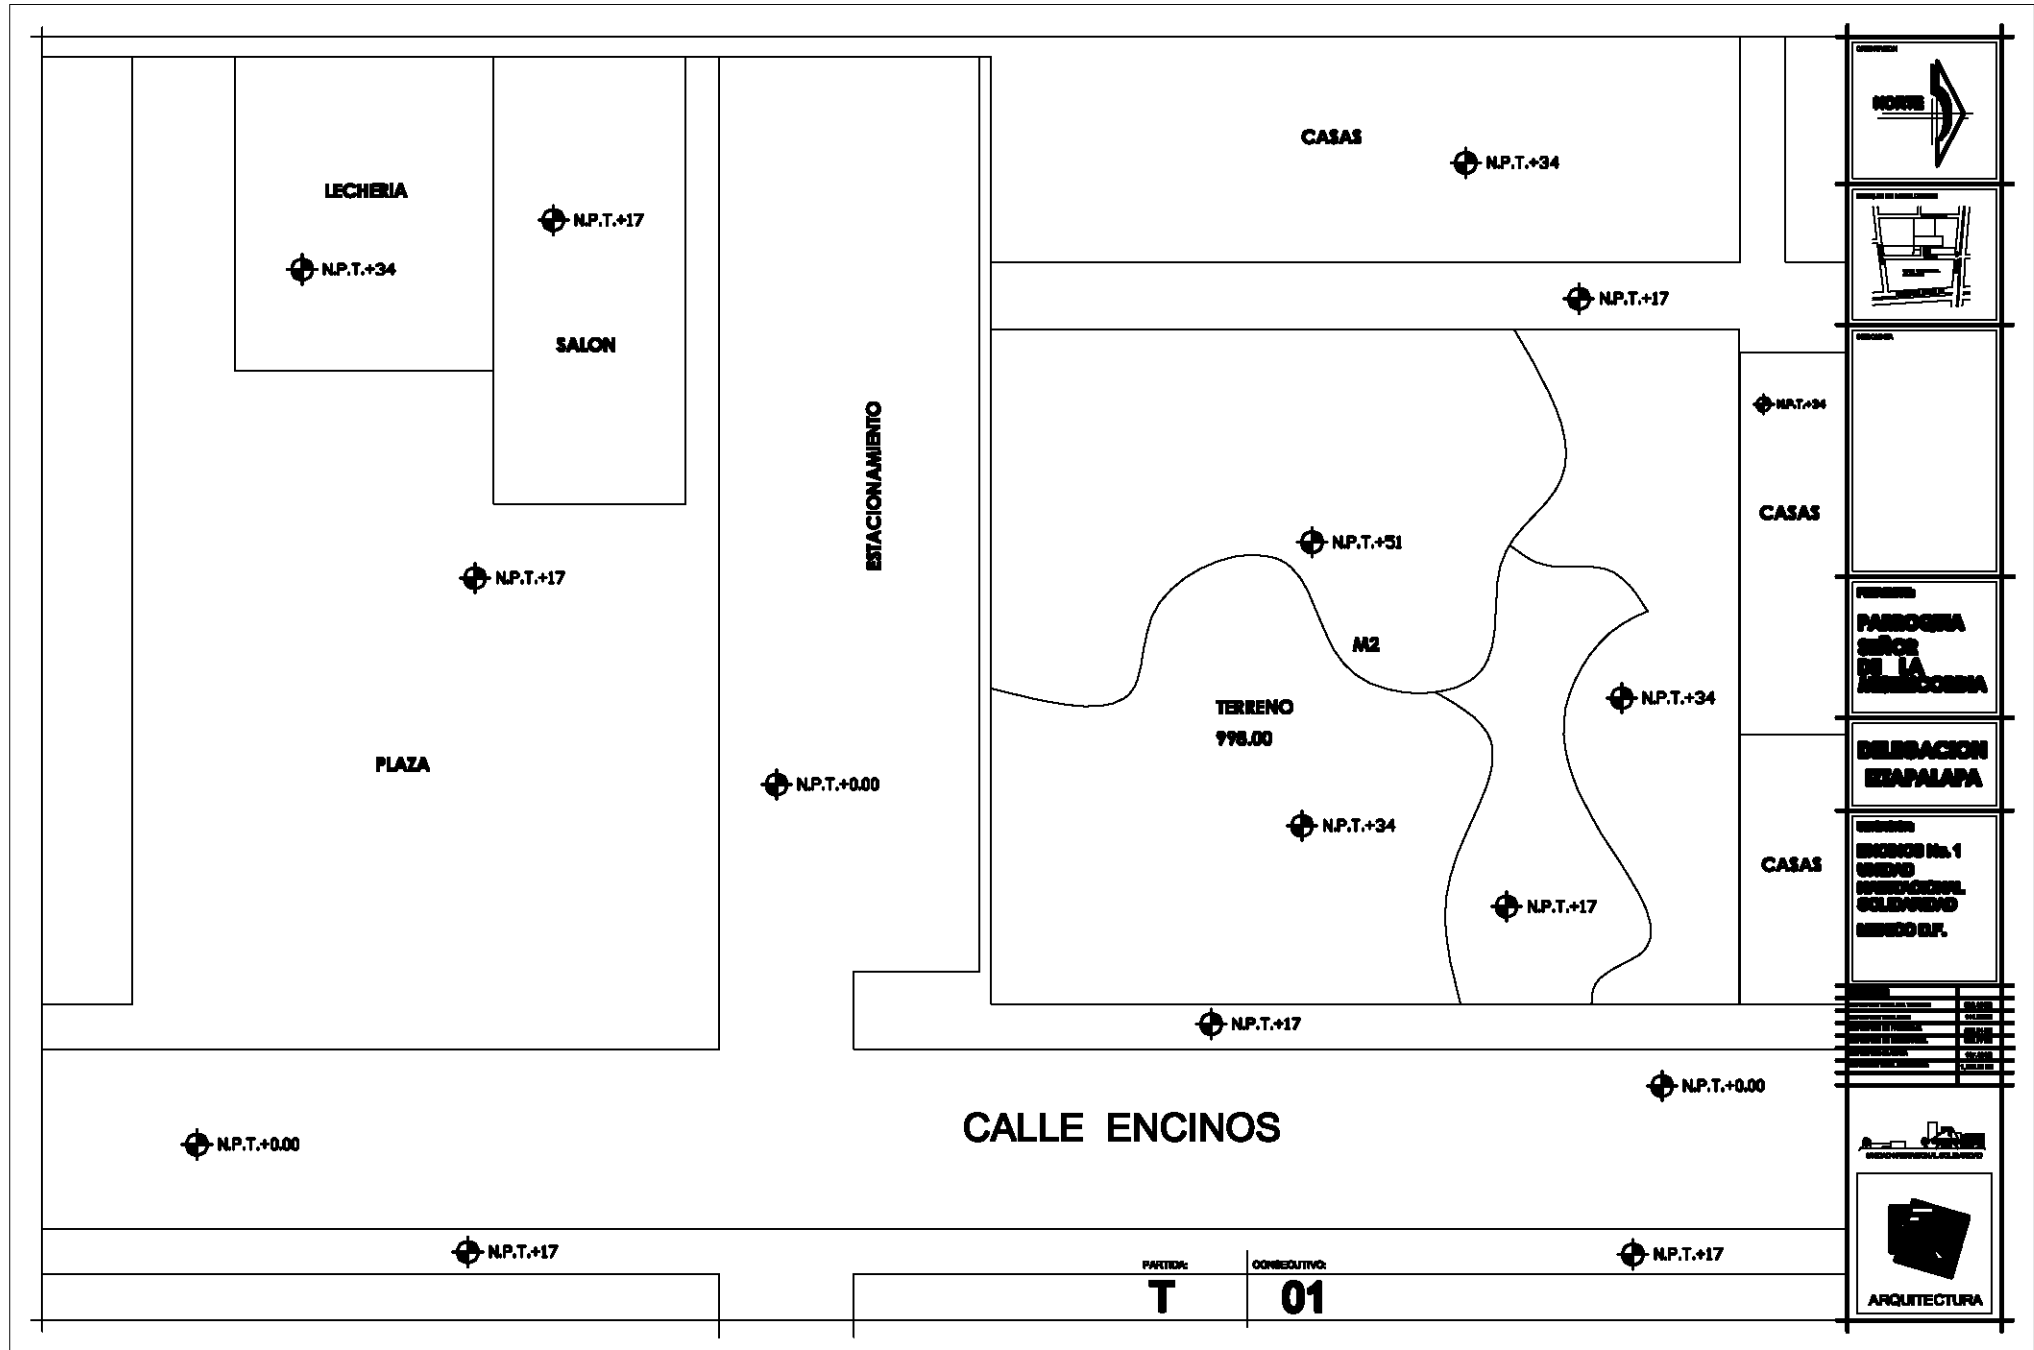 LECHERIA
N.P.T.+34
N.P.T.+17
SALON
ESTACIONAMIENTO
CASAS
N.P.T.+34
N.P.T.+17
N.P.T.+17
PLAZA
N.P.T.+0.00
N.P.T.+51
M2
TERRENO
998.00
N.P.T.+34
N.P.T.+34
N.P.T.+17
N.P.T.+34
CASAS
CASAS
N.P.T.+17
N.P.T.+0.00
CALLE ENCINOS
N.P.T.+0.00
N.P.T.+17
N.P.T.+17
PARTIDA:
T
CONSECUTIVO:
01
NORTE
SEÑOR
DE LA
MISERICORDIA
DELEGACION
IZTAPALAPA
No. 1
UNIDAD
HABITACIONAL
SOLIDARIDAD
MEXICO D.F.
ARQUITECTURA